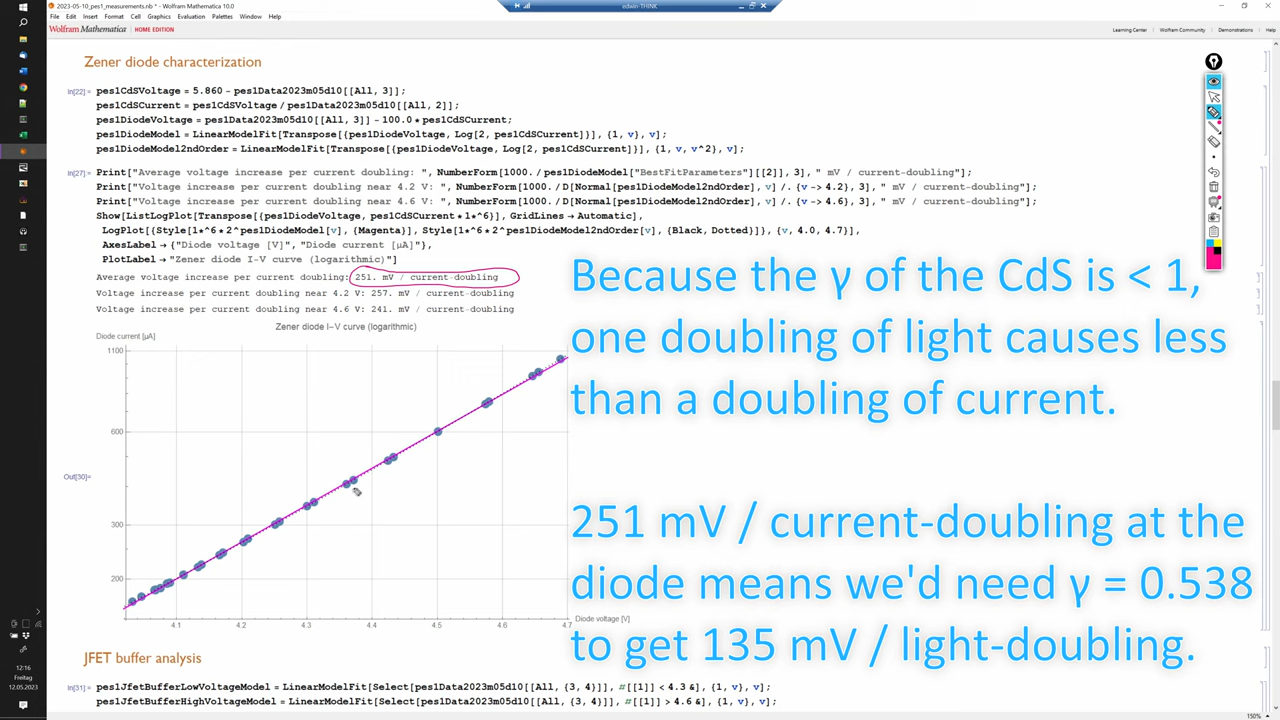 2023-05-10_pes1_measurements.nb * - Wolfram Mathematica 10.0
edwin-THINK
File Edit Insert Format Cell Graphics Evaluation Palettes Window Help
Wolfram Mathematica | HOME EDITION
Learning Center | Wolfram Community | Demonstrations | Help
Zener diode characterization
In[22]:= pes1CdSVoltage = 5.860 - pes1Data2023m05d10[[All, 3]];
pes1CdSCurrent = pes1CdSVoltage / pes1Data2023m05d10[[All, 2]];
pes1DiodeVoltage = pes1Data2023m05d10[[All, 3]] - 100.0 * pes1CdSCurrent;
pes1DiodeModel = LinearModelFit[Transpose[{pes1DiodeVoltage, Log[2, pes1CdSCurrent]}], {1, v}, v];
pes1DiodeModel2ndOrder = LinearModelFit[Transpose[{pes1DiodeVoltage, Log[2, pes1CdSCurrent]}], {1, v, v^2}, v];
In[27]:= Print["Average voltage increase per current doubling: ", NumberForm[1000. / pes1DiodeModel["BestFitParameters"][[2]], 3], " mV / current-doubling"];
Print["Voltage increase per current doubling near 4.2 V: ", NumberForm[1000. / D[Normal[pes1DiodeModel2ndOrder], v] /. {v -> 4.2}, 3], " mV / current-doubling"];
Print["Voltage increase per current doubling near 4.6 V: ", NumberForm[1000. / D[Normal[pes1DiodeModel2ndOrder], v] /. {v -> 4.6}, 3], " mV / current-doubling"];
Show[ListLogPlot[Transpose[{pes1DiodeVoltage, pes1CdSCurrent * 1*^6}], GridLines → Automatic],
LogPlot[{Style[1*^6 * 2^pes1DiodeModel[v], {Magenta}], Style[1*^6 * 2^pes1DiodeModel2ndOrder[v], {Black, Dotted}]}, {v, 4.0, 4.7}],
AxesLabel → {"Diode voltage [V]", "Diode current [µA]"},
PlotLabel → "Zener diode I-V curve (logarithmic)"]
Average voltage increase per current doubling: 251. mV / current-doubling
Voltage increase per current doubling near 4.2 V: 257. mV / current-doubling
Voltage increase per current doubling near 4.6 V: 241. mV / current-doubling
Because the γ of the CdS is < 1,
one doubling of light causes less
than a doubling of current.
251 mV / current-doubling at the
diode means we'd need γ = 0.538
to get 135 mV / light-doubling.
Zener diode I-V curve (logarithmic)
Diode current [µA]
1100
600
Out[30]=
300
200
4.1 4.2 4.3 4.4 4.5 4.6 4.7
Diode voltage [V]
JFET buffer analysis
In[31]:= pes1JfetBufferLowVoltageModel = LinearModelFit[Select[pes1Data2023m05d10[[All, {3, 4}]], #[[1]] < 4.3 &], {1, v}, v];
pes1JfetBufferHighVoltageModel = LinearModelFit[Select[pes1Data2023m05d10[[All, {3, 4}]], #[[1]] > 4.6 &], {1, v}, v];
12:16
Freitag
12.05.2023
150%